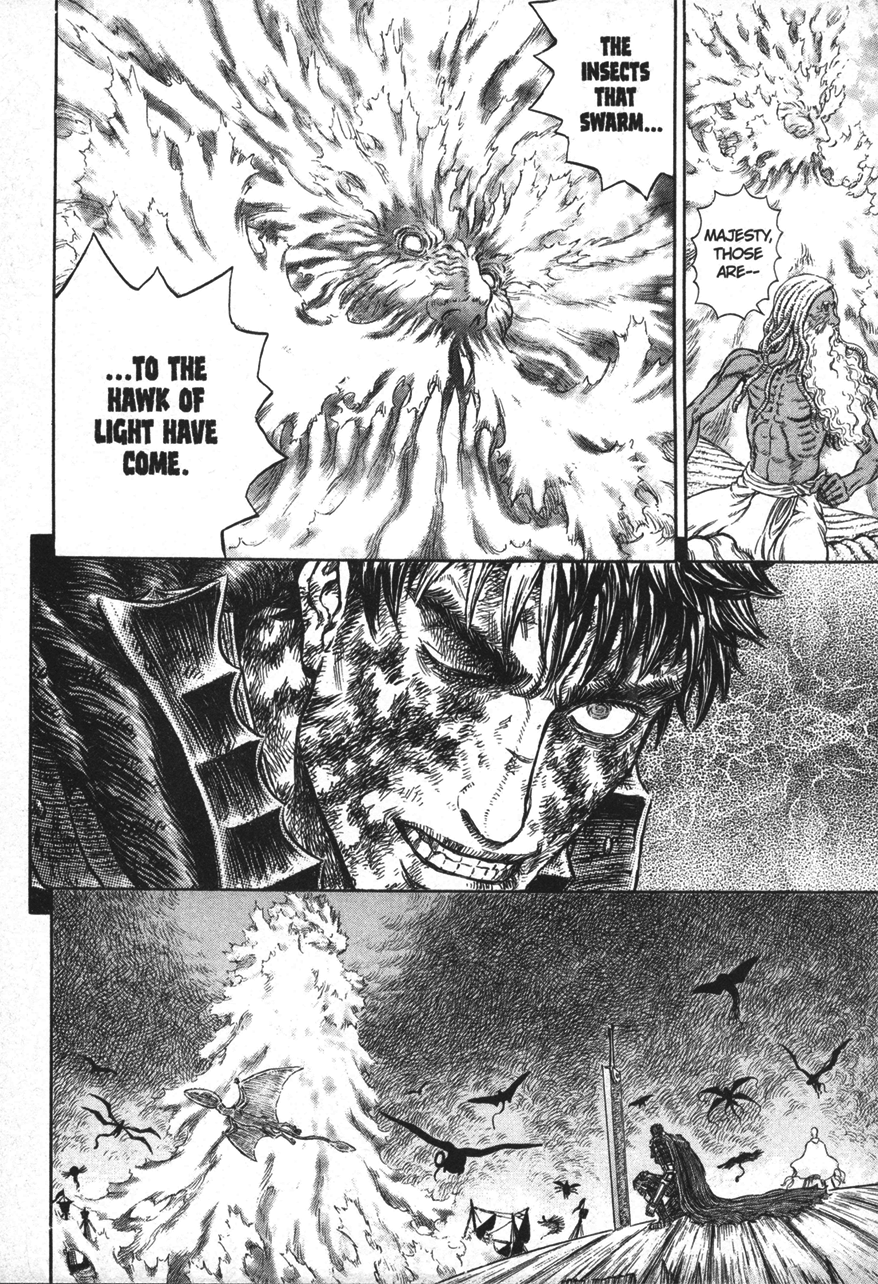 MAJESTY,
THOSE
ARE--
THE
INSECTS
THAT
SWARM...
...TO THE
HAWK OF
LIGHT HAVE
COME.